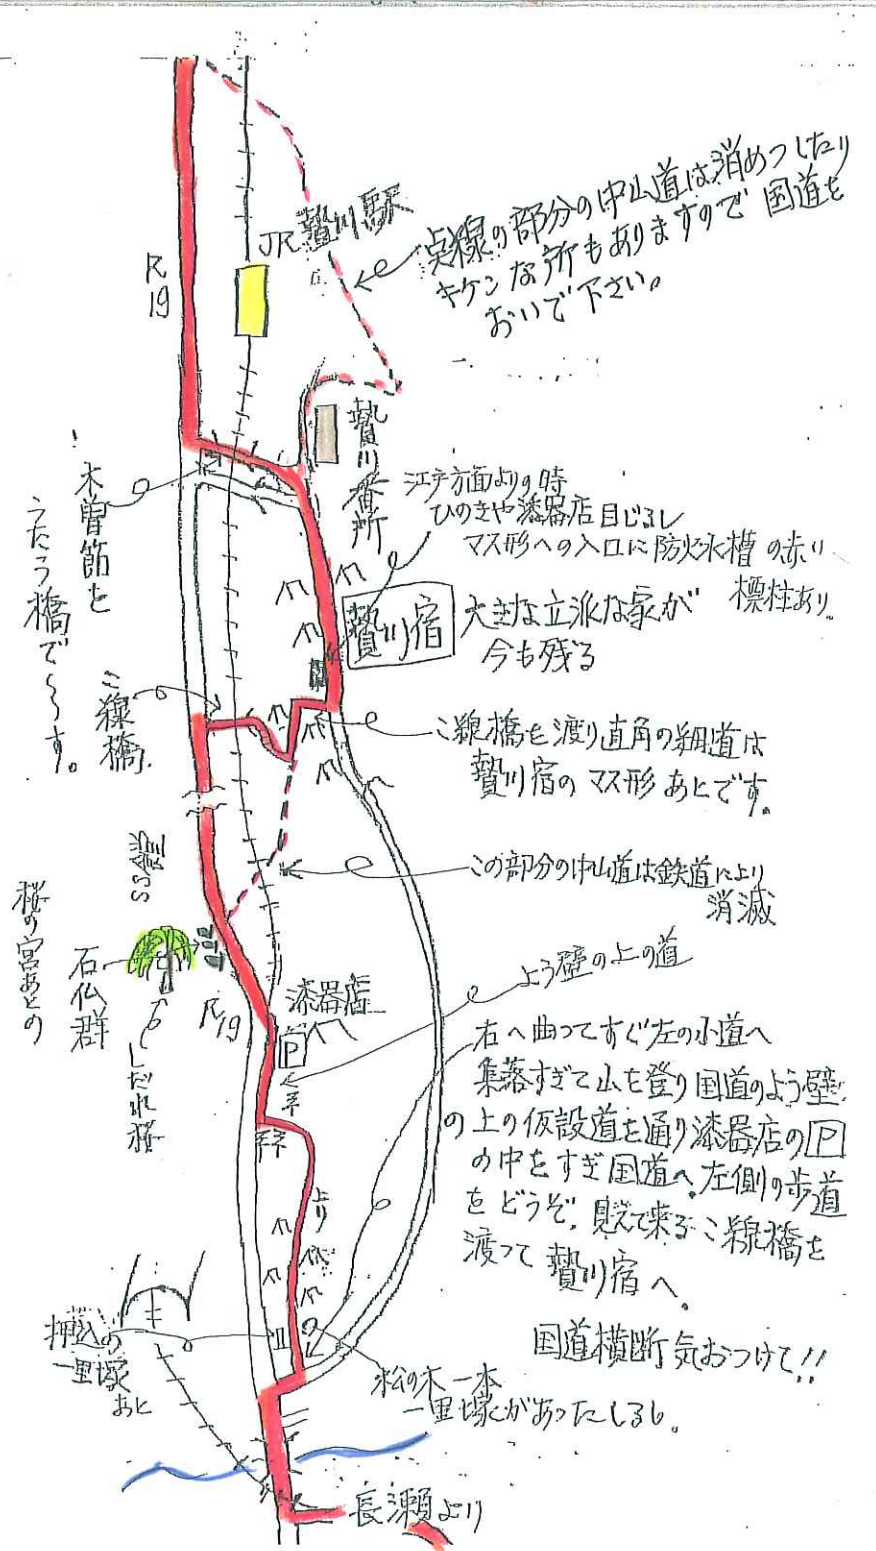 JR贄川駅
点線の部分の中山道は消めつしたり
キケンな所もありますので国道を
おいで下さい。
R19
贄川番所
木曽節を
うたう橋で〜す。
江戸方面よりの時
ひのきや漆器店目じるし
マス形への入口に防火水槽の赤い
標柱あり。
贄川宿
大きな立派な家が
今も残る
こ線橋
こ線橋を渡り直角の細道は
贄川宿のマス形あとです。
この部分の中山道は鉄道により
消滅
SS
桜の宮あとの
石仏群
しだれ桜
R19
漆器店
P
よう壁の上の道
右へ曲ってすぐ左の小道へ
集落すぎて山を登り国道のよう壁
の上の仮設道を通り漆器店のP
の中をすぎ国道へ。左側の歩道
をどうぞ。見えて来るこ線橋を
渡って贄川宿へ。
国道横断気おつけて!!
押込の
一里塚
あと
松の木一本
一里塚があったしるし。
長瀬より